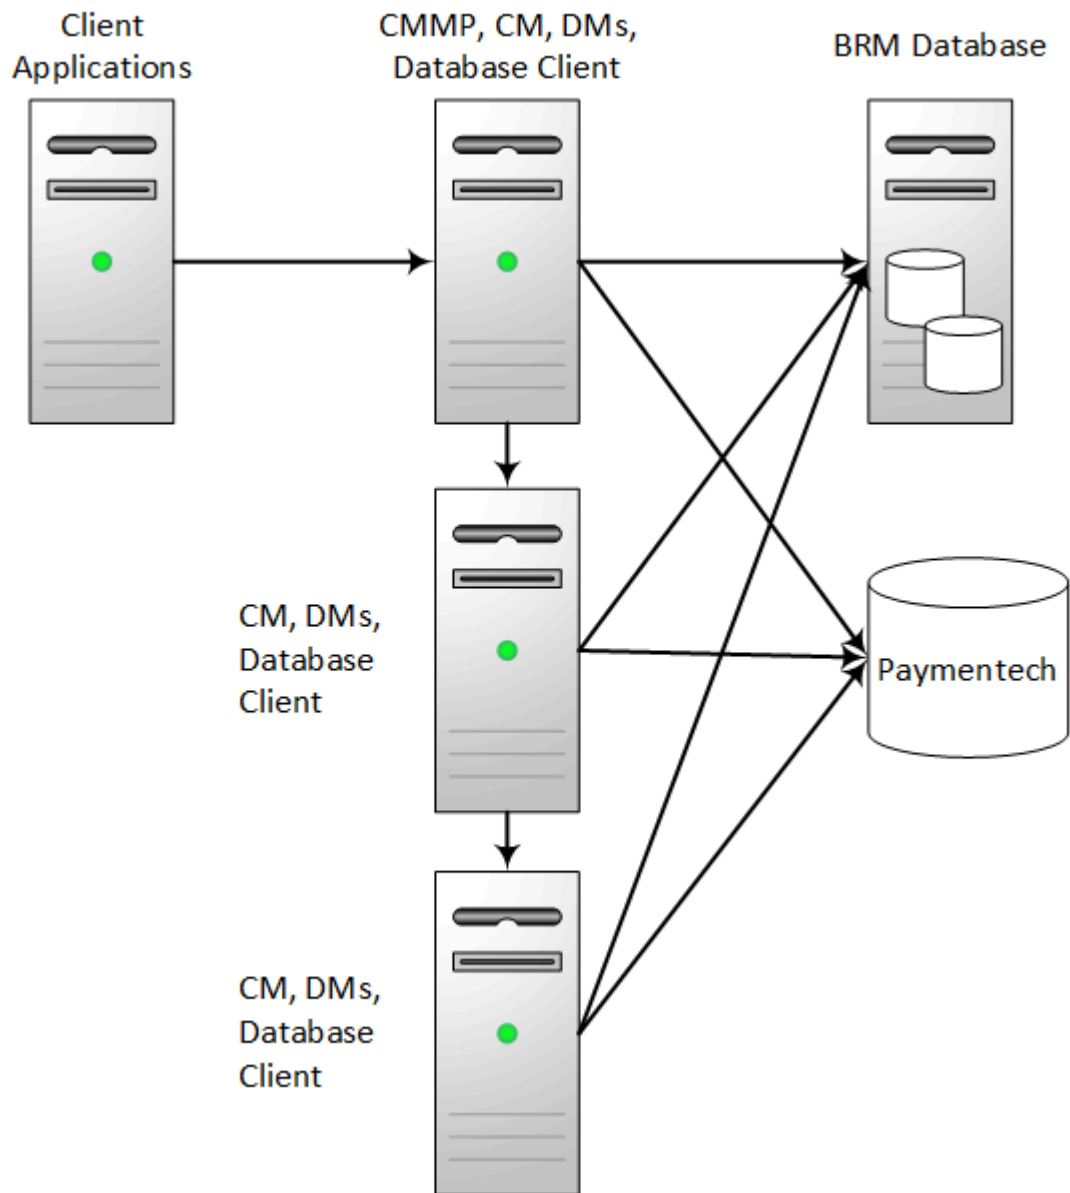 Client
Applications
CMMP, CM, DMs,
Database Client
BRM Database
CM, DMs,
Database
Client
Paymentech
CM, DMs,
Database
Client